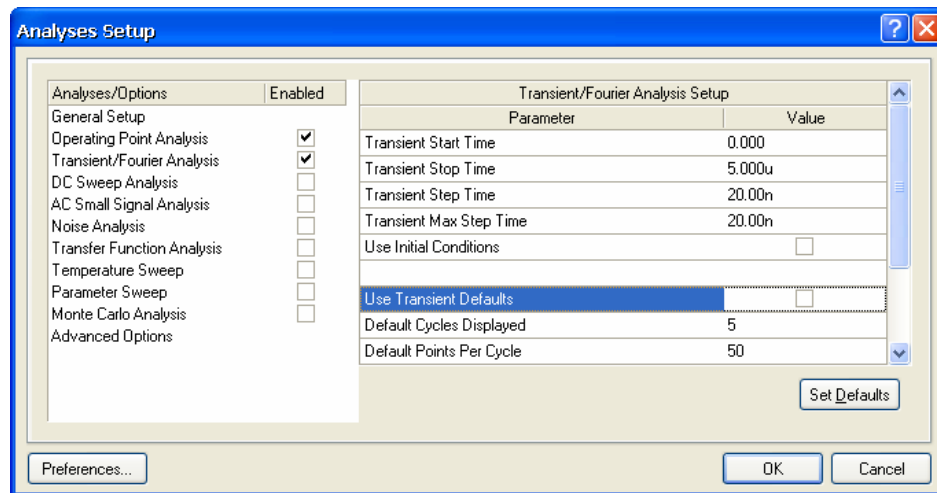 Analyses Setup
Analyses/Options Enabled
General Setup
Operating Point Analysis
Transient/Fourier Analysis
DC Sweep Analysis
AC Small Signal Analysis
Noise Analysis
Transfer Function Analysis
Temperature Sweep
Parameter Sweep
Monte Carlo Analysis
Advanced Options
Transient/Fourier Analysis Setup
Parameter Value
Transient Start Time 0.000
Transient Stop Time 5.000u
Transient Step Time 20.00n
Transient Max Step Time 20.00n
Use Initial Conditions
Use Transient Defaults
Default Cycles Displayed 5
Default Points Per Cycle 50
Set Defaults
Preferences... OK Cancel